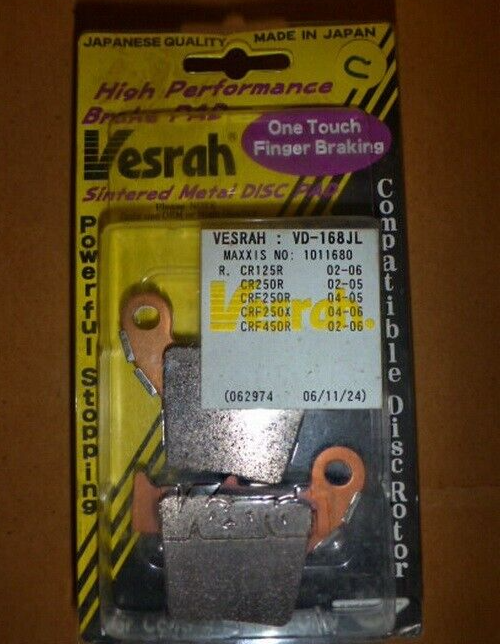 JAPANESE QUALITY MADE IN JAPAN
High Performance
Brake PAD
Vesrah®
One Touch
Finger Braking
Sintered Metal DISC PAD
Powerful Stopping
Compatible Disc Rotor
VESRAH : VD-168JL
MAXXIS NO: 1011680
R. CR125R 02-06
CR250R 02-05
CRF250R 04-05
CRF250X 04-06
CRF450R 02-06
(062974 06/11/24)